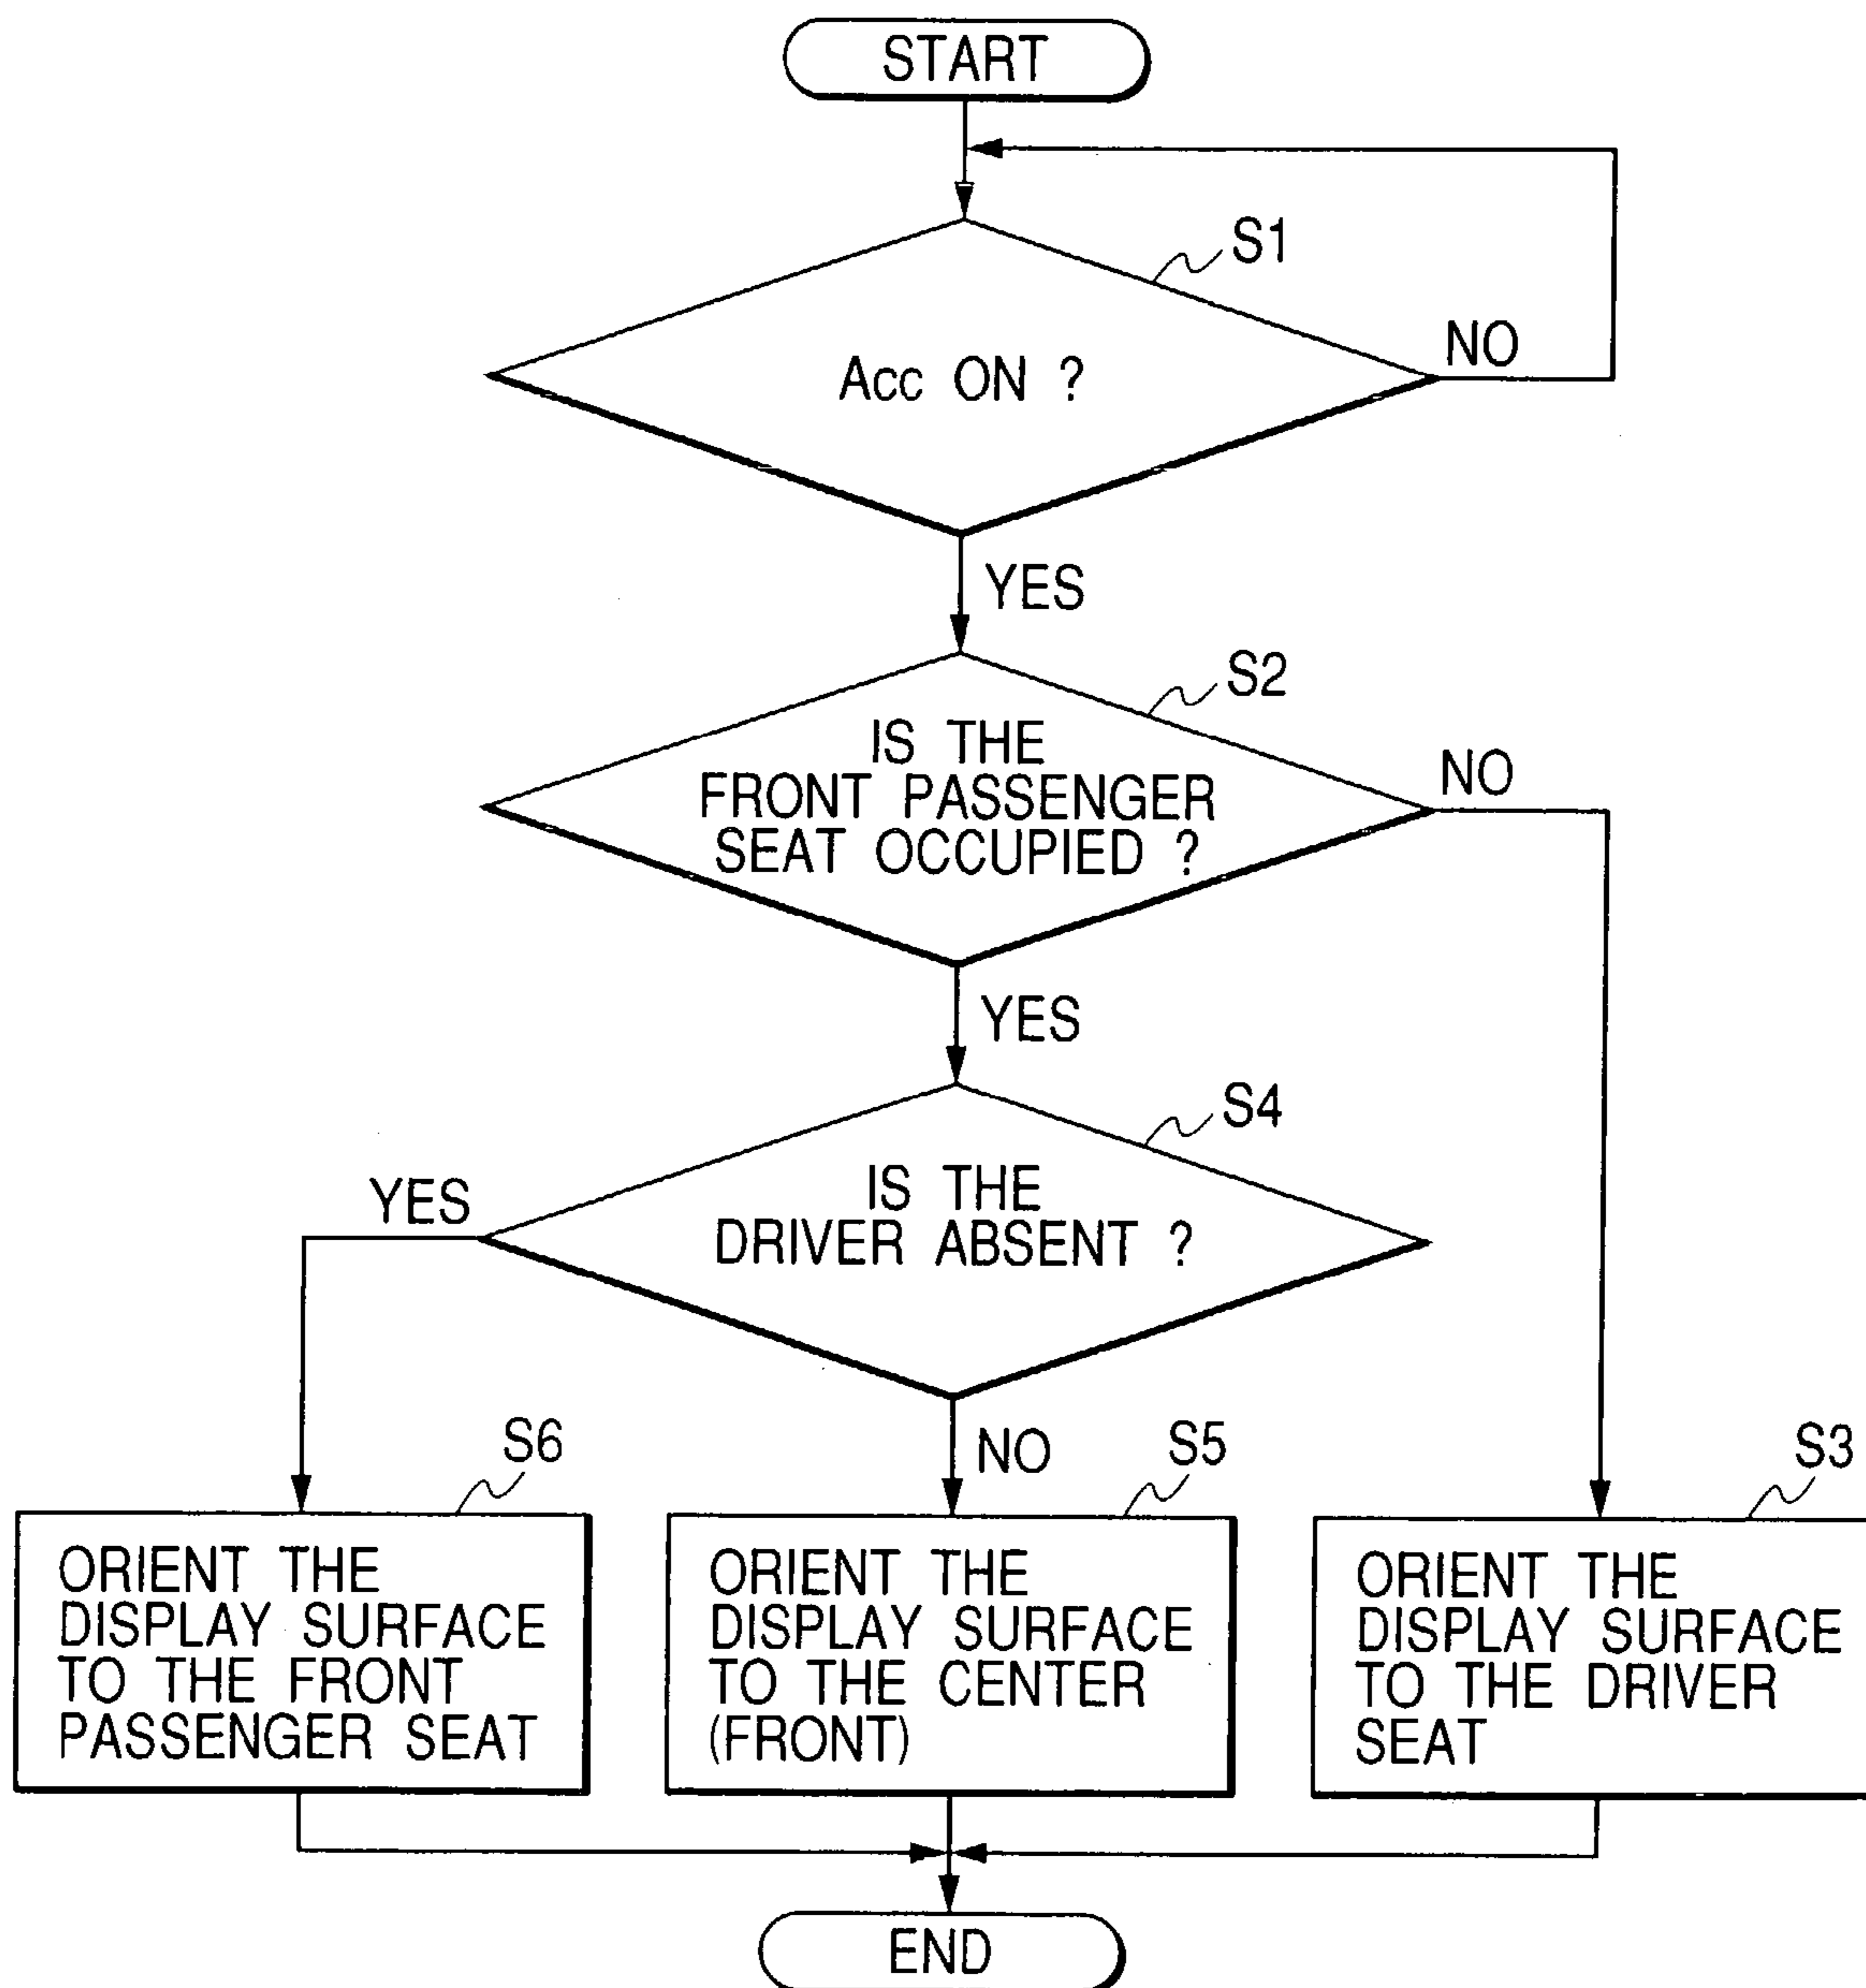 START
S1
Acc ON ?
NO
YES
S2
IS THE
FRONT PASSENGER
SEAT OCCUPIED ?
NO
YES
S4
IS THE
DRIVER ABSENT ?
YES
NO
S6
ORIENT THE
DISPLAY SURFACE
TO THE FRONT
PASSENGER SEAT
S5
ORIENT THE
DISPLAY SURFACE
TO THE CENTER
(FRONT)
S3
ORIENT THE
DISPLAY SURFACE
TO THE DRIVER
SEAT
END